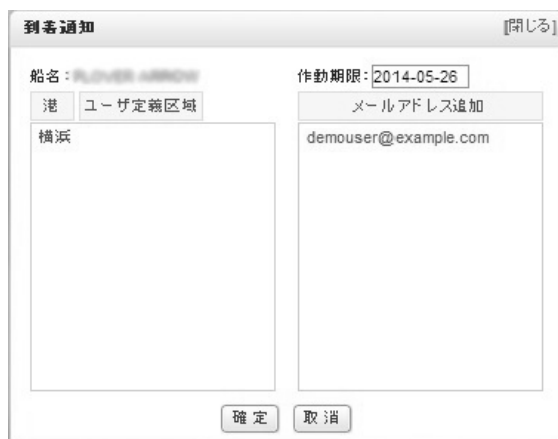 到着通知
[閉じる]
船名:
作動期限: 2014-05-26
港
ユーザ定義区域
メールアドレス追加
横浜
demouser@example.com
確定
取消